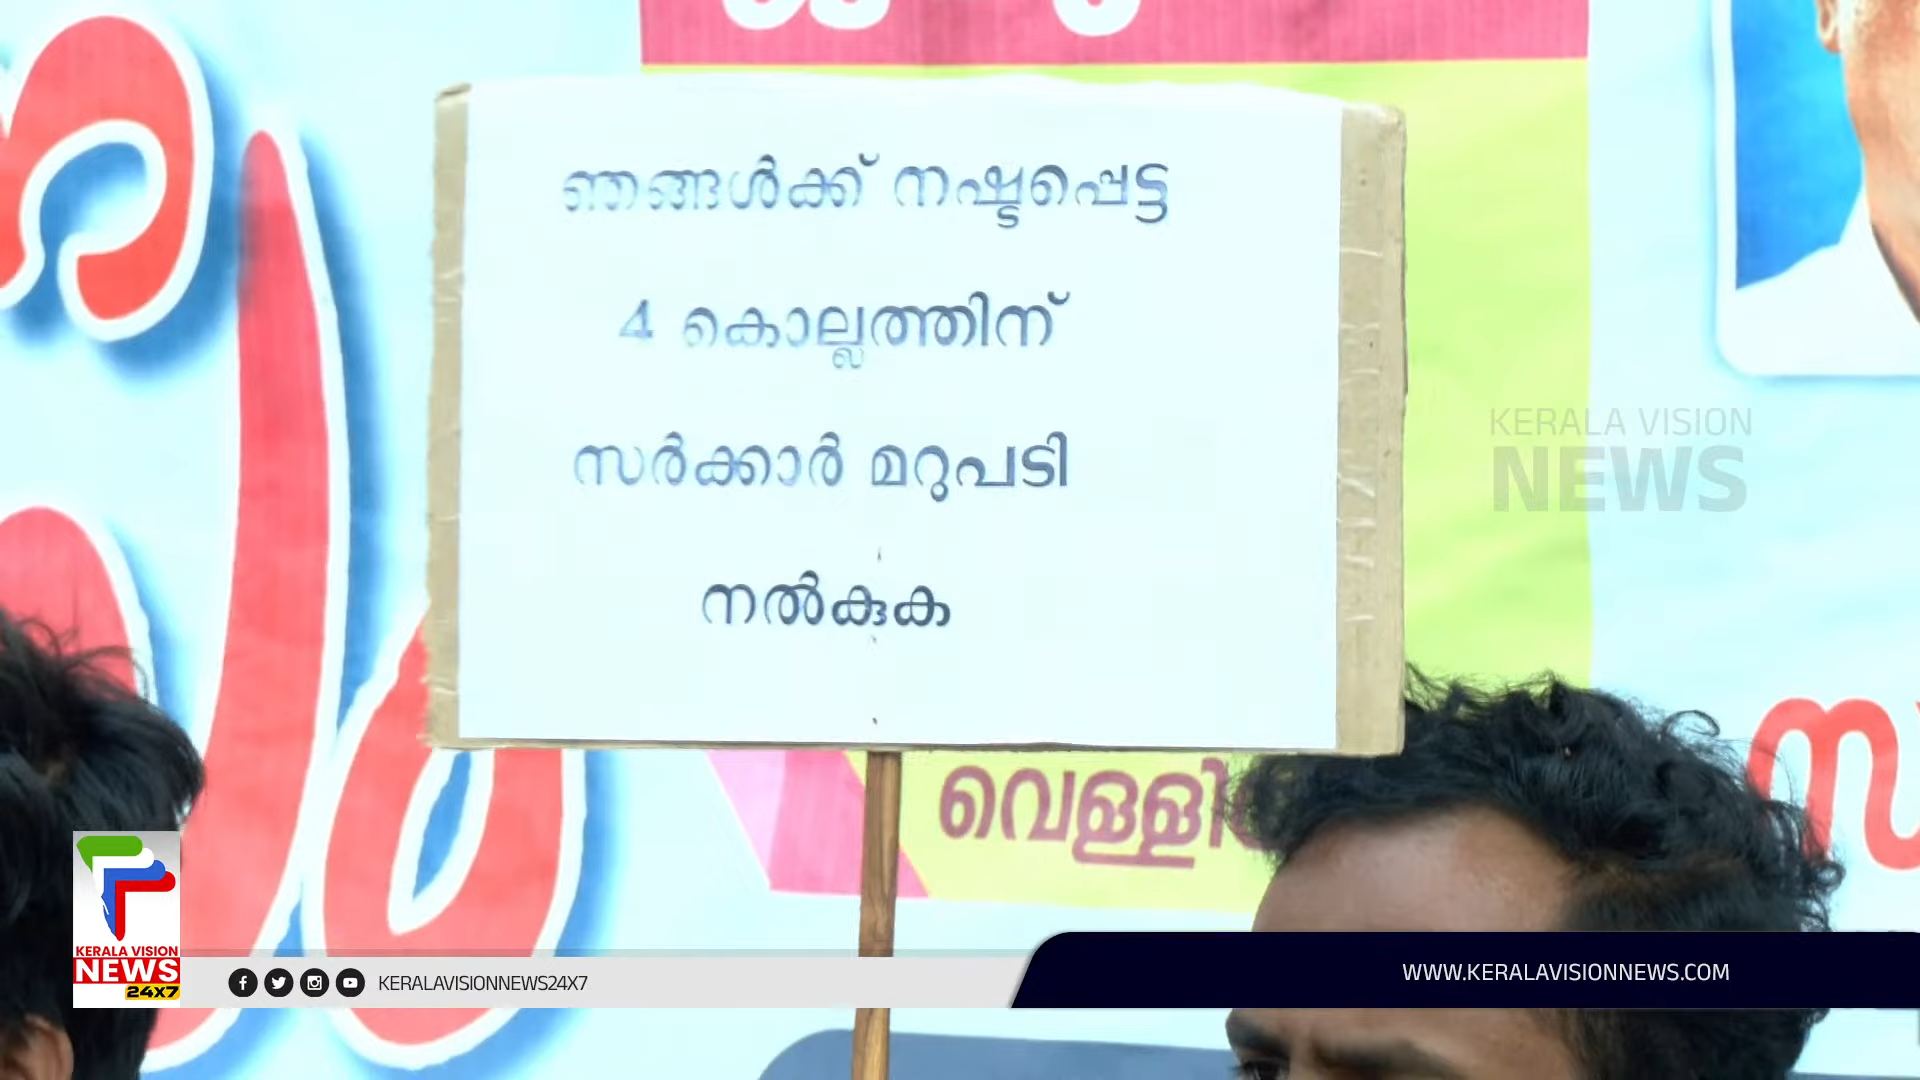 ഞങ്ങൾക്ക് നഷ്ടപ്പെട്ട
4 കൊല്ലത്തിന്
സർക്കാർ മറുപടി
നൽകുക
KERALA VISION
NEWS
KERALA VISION
NEWS
24X7
KERALAVISIONNEWS24X7
WWW.KERALAVISIONNEWS.COM